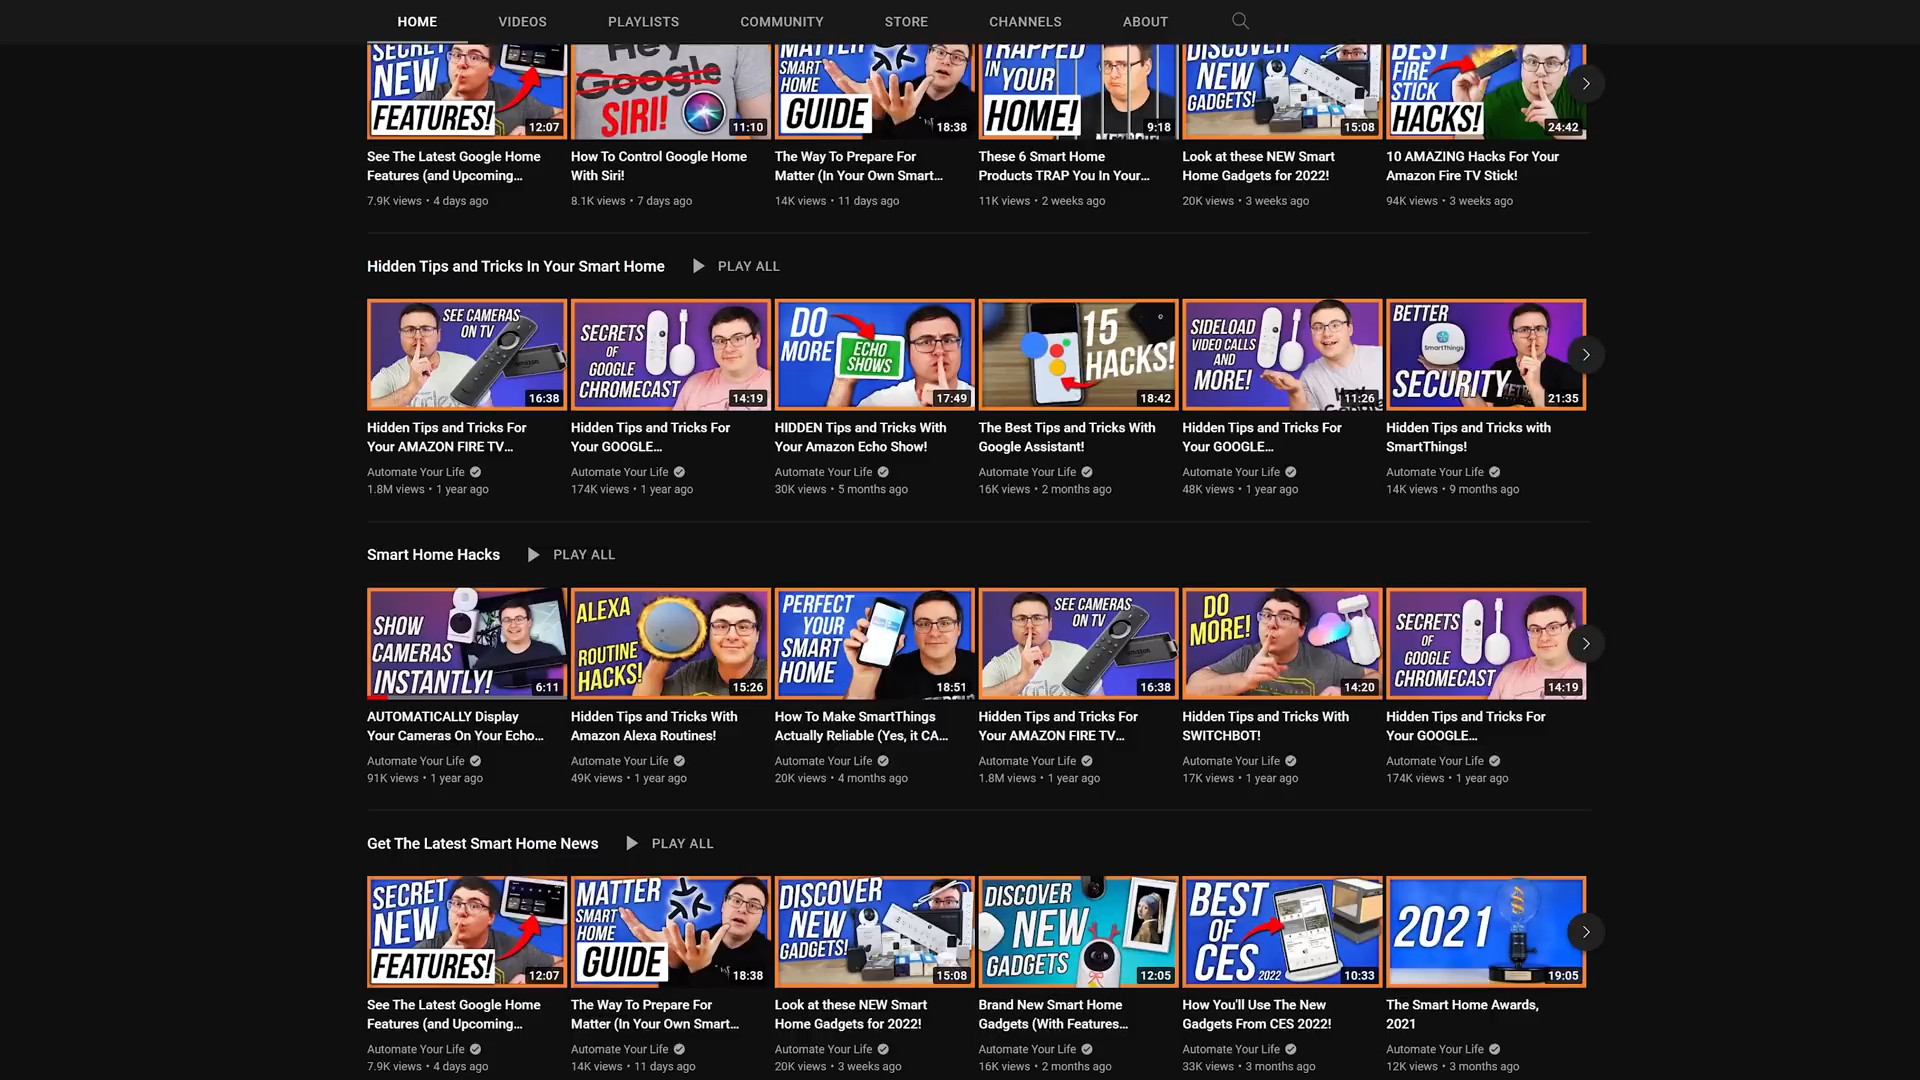 HOME VIDEOS PLAYLISTS COMMUNITY STORE CHANNELS ABOUT
SECRET NEW FEATURES! 12:07
Hey Google SIRI! 11:10
MATTER SMART HOME GUIDE 18:38
TRAPPED IN YOUR HOME! 9:18
DISCOVER NEW GADGETS! 15:08
BEST FIRE STICK HACKS! 24:42
See The Latest Google Home
Features (and Upcoming...
7.9K views • 4 days ago
How To Control Google Home
With Siri!
8.1K views • 7 days ago
The Way To Prepare For
Matter (In Your Own Smart...
14K views • 11 days ago
These 6 Smart Home
Products TRAP You In Your...
11K views • 2 weeks ago
Look at these NEW Smart
Home Gadgets for 2022!
20K views • 3 weeks ago
10 AMAZING Hacks For Your
Amazon Fire TV Stick!
94K views • 3 weeks ago
Hidden Tips and Tricks In Your Smart Home PLAY ALL
SEE CAMERAS ON TV amazon 16:38
SECRETS OF GOOGLE CHROMECAST 14:19
DO MORE ECHO SHOWS 17:49
15 HACKS! 18:42
SIDELOAD VIDEO CALLS AND MORE! 11:26
BETTER SmartThings SECURITY 21:35
Hidden Tips and Tricks For
Your AMAZON FIRE TV...
Automate Your Life
1.8M views • 1 year ago
Hidden Tips and Tricks For
Your GOOGLE...
Automate Your Life
174K views • 1 year ago
HIDDEN Tips and Tricks With
Your Amazon Echo Show!
Automate Your Life
30K views • 5 months ago
The Best Tips and Tricks With
Google Assistant!
Automate Your Life
16K views • 2 months ago
Hidden Tips and Tricks For
Your GOOGLE...
Automate Your Life
48K views • 1 year ago
Hidden Tips and Tricks with
SmartThings!
Automate Your Life
14K views • 9 months ago
Smart Home Hacks PLAY ALL
SHOW CAMERAS INSTANTLY! 6:11
ALEXA ROUTINE HACKS! 15:26
PERFECT YOUR SMART HOME 18:51
SEE CAMERAS ON TV amazon 16:38
DO MORE! 14:20
SECRETS OF GOOGLE CHROMECAST 14:19
AUTOMATICALLY Display
Your Cameras On Your Echo...
Automate Your Life
91K views • 1 year ago
Hidden Tips and Tricks With
Amazon Alexa Routines!
Automate Your Life
49K views • 1 year ago
How To Make SmartThings
Actually Reliable (Yes, it CA...
Automate Your Life
20K views • 4 months ago
Hidden Tips and Tricks For
Your AMAZON FIRE TV...
Automate Your Life
1.8M views • 1 year ago
Hidden Tips and Tricks With
SWITCHBOT!
Automate Your Life
17K views • 1 year ago
Hidden Tips and Tricks For
Your GOOGLE...
Automate Your Life
174K views • 1 year ago
Get The Latest Smart Home News PLAY ALL
SECRET NEW FEATURES! 12:07
MATTER SMART HOME GUIDE 18:38
DISCOVER NEW GADGETS! 15:08
DISCOVER NEW GADGETS 12:05
BEST OF CES 2022 10:33
2021 19:05
See The Latest Google Home
Features (and Upcoming...
Automate Your Life
7.9K views • 4 days ago
The Way To Prepare For
Matter (In Your Own Smart...
Automate Your Life
14K views • 11 days ago
Look at these NEW Smart
Home Gadgets for 2022!
Automate Your Life
20K views • 3 weeks ago
Brand New Smart Home
Gadgets (With Features...
Automate Your Life
16K views • 2 months ago
How You'll Use The New
Gadgets From CES 2022!
Automate Your Life
33K views • 3 months ago
The Smart Home Awards,
2021
Automate Your Life
12K views • 3 months ago